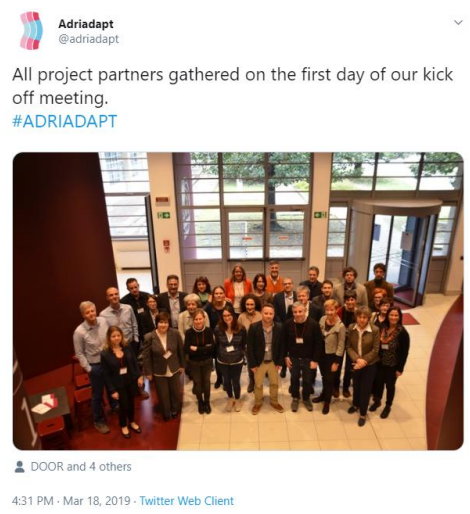 Adriadapt
@adriadapt
All project partners gathered on the first day of our kick
off meeting.
#ADRIADAPT
DOOR and 4 others
4:31 PM · Mar 18, 2019 · Twitter Web Client